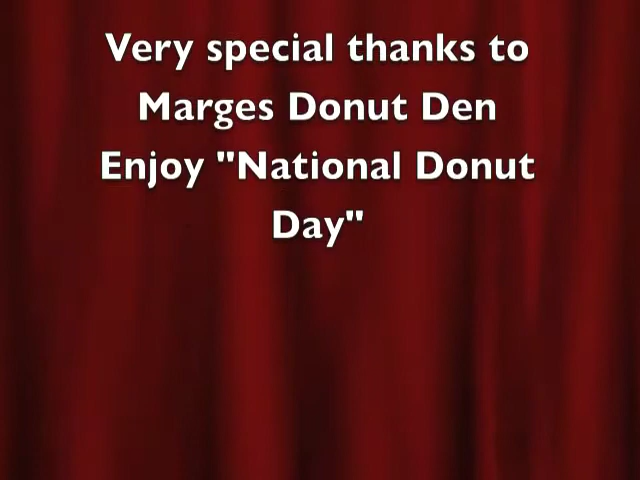 Very special thanks to
Marges Donut Den
Enjoy "National Donut
Day"